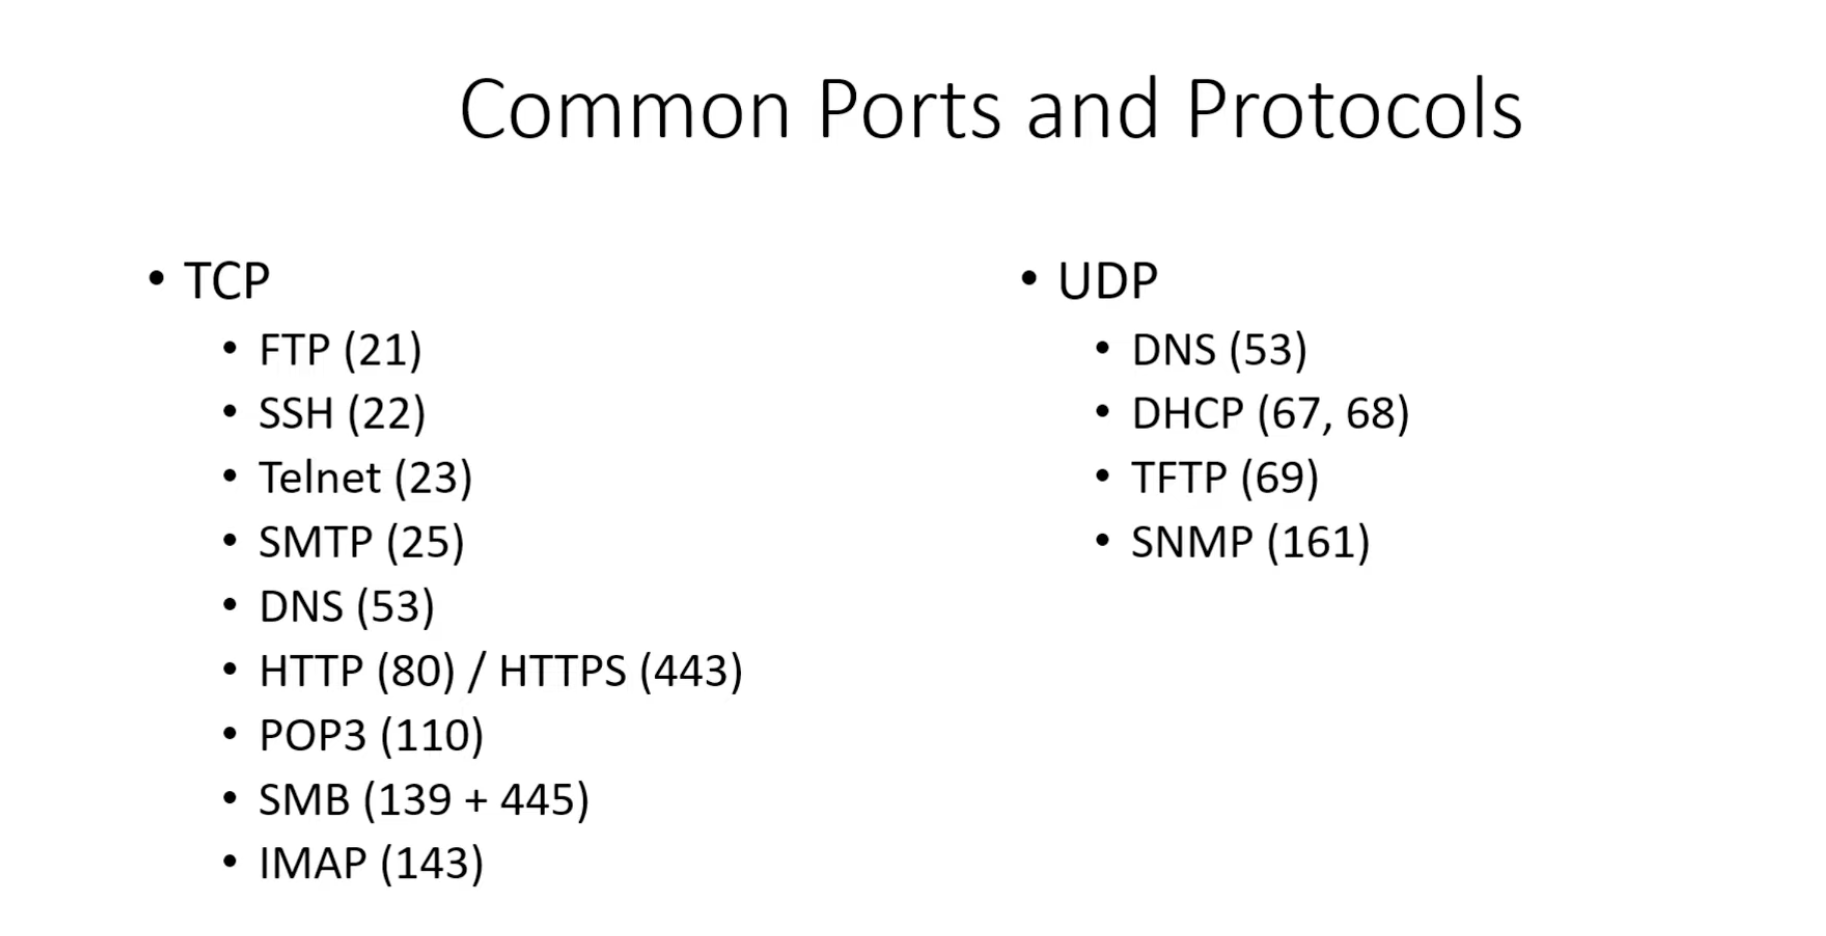 Common Ports and Protocols
• TCP
• FTP (21)
• SSH (22)
• Telnet (23)
• SMTP (25)
• DNS (53)
• HTTP (80) / HTTPS (443)
• POP3 (110)
• SMB (139 + 445)
• IMAP (143)
• UDP
• DNS (53)
• DHCP (67, 68)
• TFTP (69)
• SNMP (161)